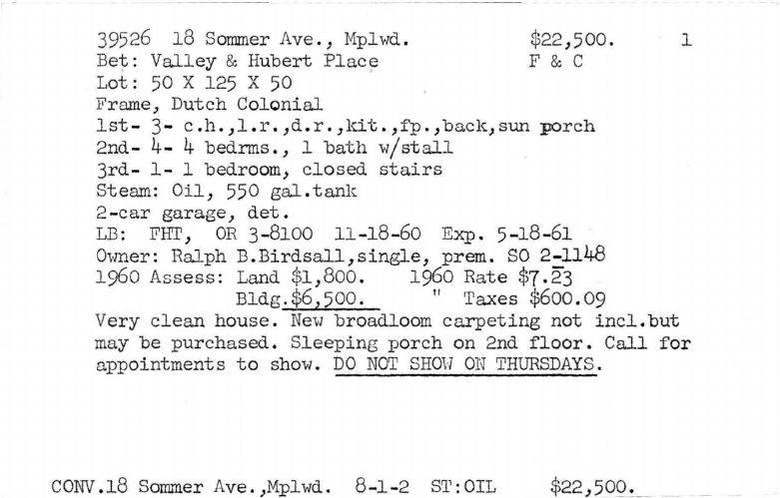 39526 18 Sommer Ave., Mplwd. $22,500. 1
Bet: Valley & Hubert Place F & C
Lot: 50 X 125 X 50
Frame, Dutch Colonial
1st- 3- c.h.,l.r.,d.r.,kit.,fp.,back,sun porch
2nd- 4- 4 bedrms., 1 bath w/stall
3rd- 1- 1 bedroom, closed stairs
Steam: Oil, 550 gal.tank
2-car garage, det.
LB: FHT, OR 3-8100 11-18-60 Exp. 5-18-61
Owner: Ralph B.Birdsall,single, prem. SO 2-1148
1960 Assess: Land $1,800. 1960 Rate $7.23
Bldg.$6,500. " Taxes $600.09
Very clean house. New broadloom carpeting not incl.but
may be purchased. Sleeping porch on 2nd floor. Call for
appointments to show. DO NOT SHOW ON THURSDAYS.
CONV.18 Sommer Ave.,Mplwd. 8-1-2 ST:OIL $22,500.